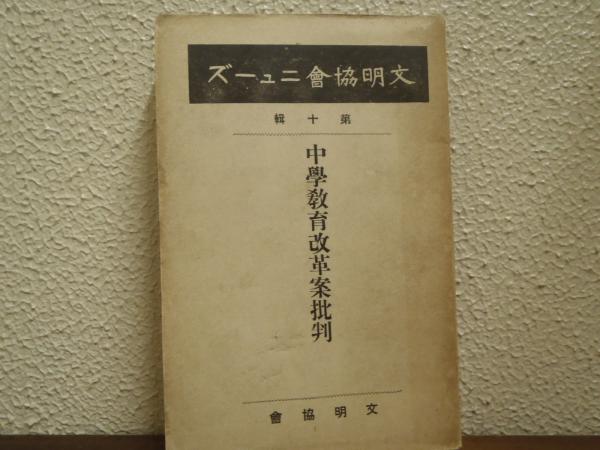 文明協會ニューズ
第十輯
中學教育改革案批判
文明協會